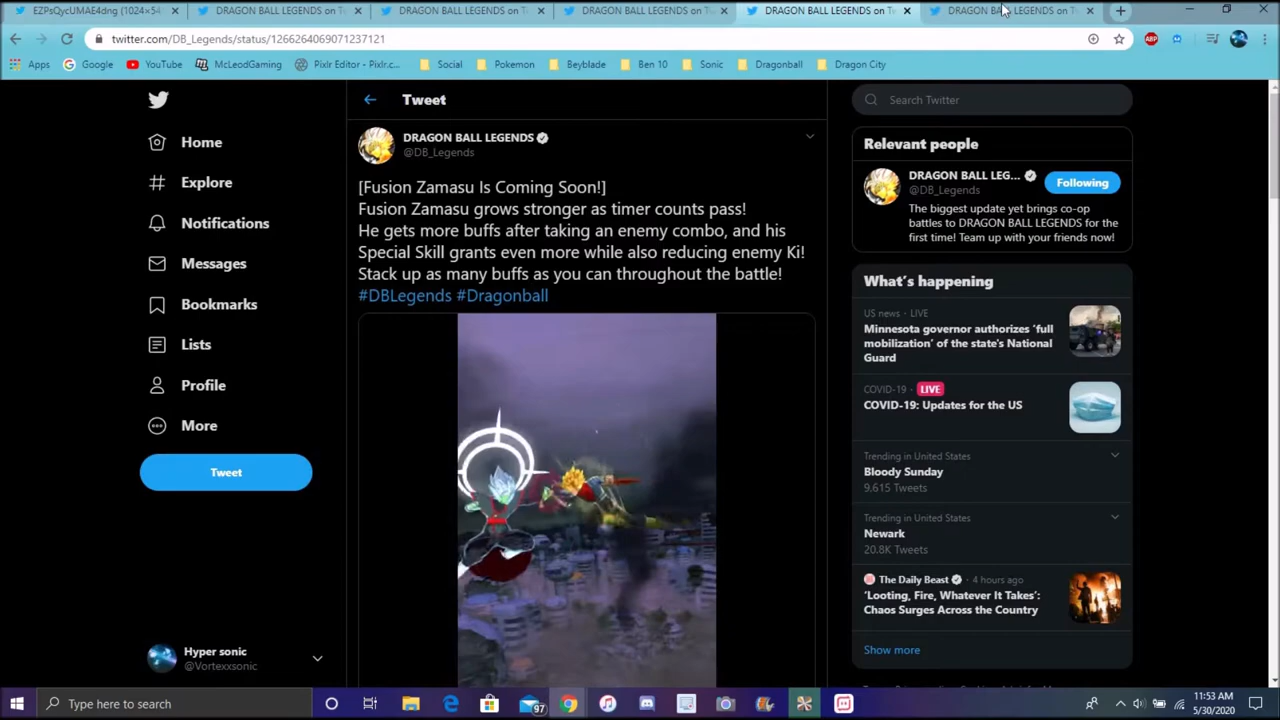 EZPsQycUMAE4dng (1024×54
DRAGON BALL LEGENDS on T
DRAGON BALL LEGENDS on T
DRAGON BALL LEGENDS on T
DRAGON BALL LEGENDS on T
DRAGON BALL LEGENDS on T
twitter.com/DB_Legends/status/1266264069071237121
ABP
Apps
Google
YouTube
McLeodGaming
Pixlr Editor - Pixlr.c...
Social
Pokemon
Beyblade
Ben 10
Sonic
Dragonball
Dragon City
Home
Explore
Notifications
Messages
Bookmarks
Lists
Profile
More
Tweet
Hyper sonic
@Vortexxsonic
Tweet
DRAGON BALL LEGENDS
@DB_Legends
[Fusion Zamasu Is Coming Soon!]
Fusion Zamasu grows stronger as timer counts pass!
He gets more buffs after taking an enemy combo, and his
Special Skill grants even more while also reducing enemy Ki!
Stack up as many buffs as you can throughout the battle!
#DBLegends #Dragonball
Search Twitter
Relevant people
DRAGON BALL LEG...
@DB_Legends
Following
The biggest update yet brings co-op
battles to DRAGON BALL LEGENDS for the
first time! Team up with your friends now!
What's happening
US news · LIVE
Minnesota governor authorizes 'full
mobilization' of the state's National
Guard
COVID-19 · LIVE
COVID-19: Updates for the US
Trending in United States
Bloody Sunday
9,615 Tweets
Trending in United States
Newark
20.8K Tweets
The Daily Beast · 4 hours ago
'Looting, Fire, Whatever It Takes':
Chaos Surges Across the Country
Show more
Type here to search
97
11:53 AM
5/30/2020